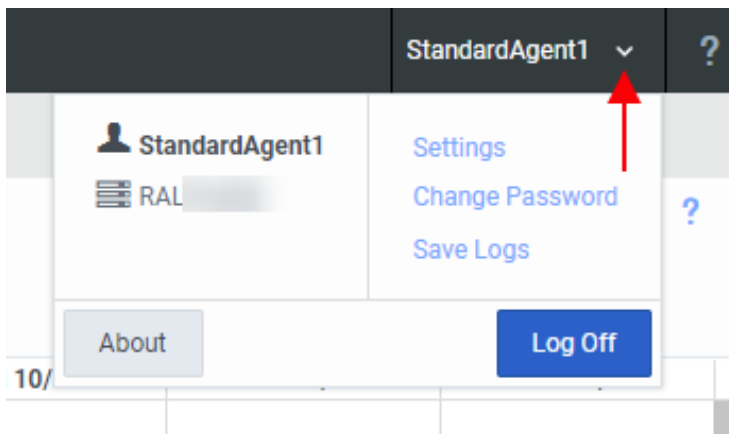 StandardAgent1 ?
StandardAgent1
RAL
Settings
Change Password
Save Logs
?
About
Log Off
10/